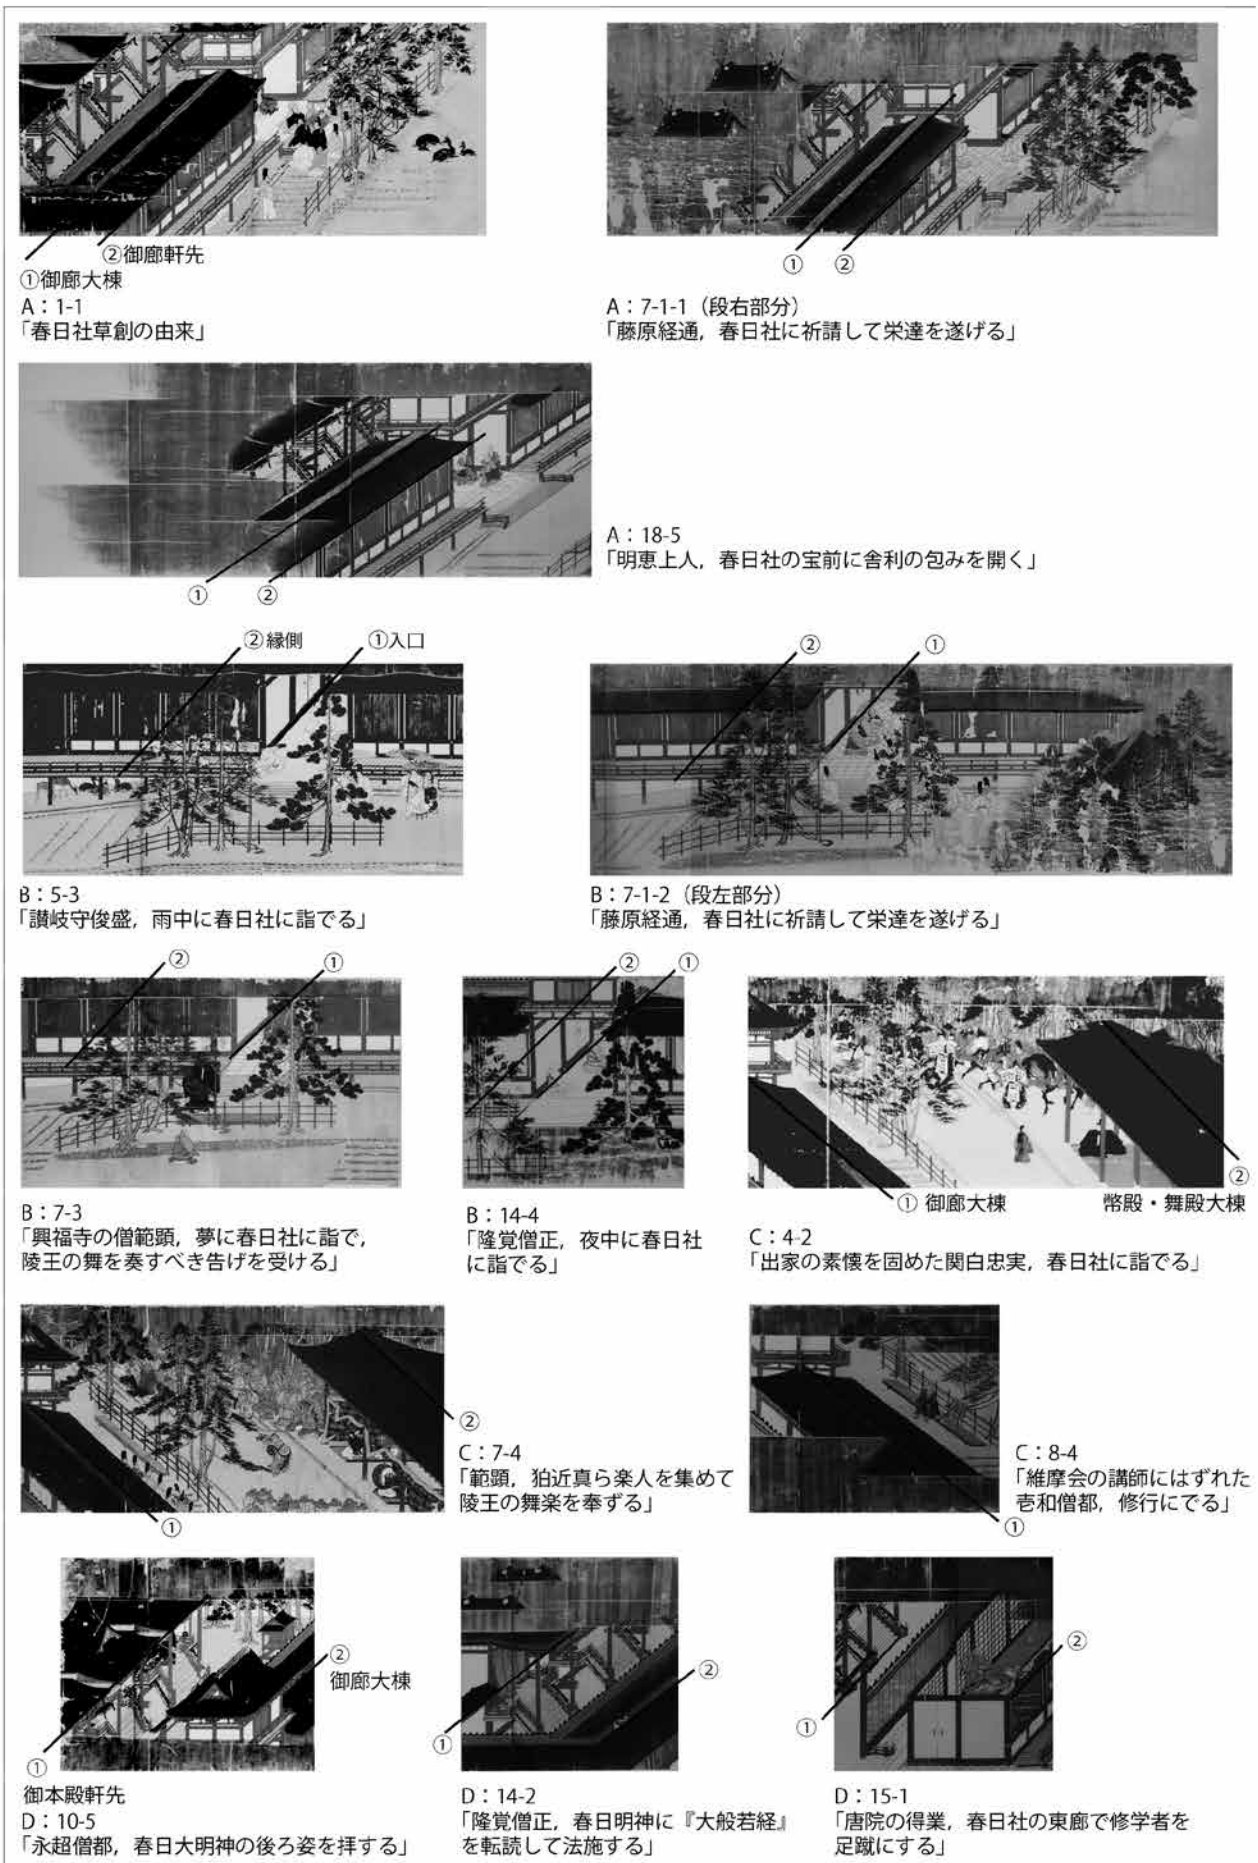 ②御廊軒先
①御廊大棟
A：1-1
「春日社草創の由来」
①
②
A：7-1-1（段右部分）
「藤原経通，春日社に祈請して栄達を遂げる」
①
②
A：18-5
「明恵上人，春日社の宝前に舎利の包みを開く」
②縁側
①入口
B：5-3
「讃岐守俊盛，雨中に春日社に詣でる」
②
①
B：7-1-2（段左部分）
「藤原経通，春日社に祈請して栄達を遂げる」
②
①
B：7-3
「興福寺の僧範顕，夢に春日社に詣で，
陵王の舞を奏すべき告げを受ける」
②
①
B：14-4
「隆覚僧正，夜中に春日社
に詣でる」
①御廊大棟
②
幣殿・舞殿大棟
C：4-2
「出家の素懐を固めた関白忠実，春日社に詣でる」
①
②
C：7-4
「範顕，狛近真ら楽人を集めて
陵王の舞楽を奉ずる」
①
C：8-4
「維摩会の講師にはずれた
壱和僧都，修行にでる」
②
御廊大棟
①
御本殿軒先
D：10-5
「永超僧都，春日大明神の後ろ姿を拝する」
①
②
D：14-2
「隆覚僧正，春日明神に『大般若経』
を転読して法施する」
①
②
D：15-1
「唐院の得業，春日社の東廊で修学者を
足蹴にする」